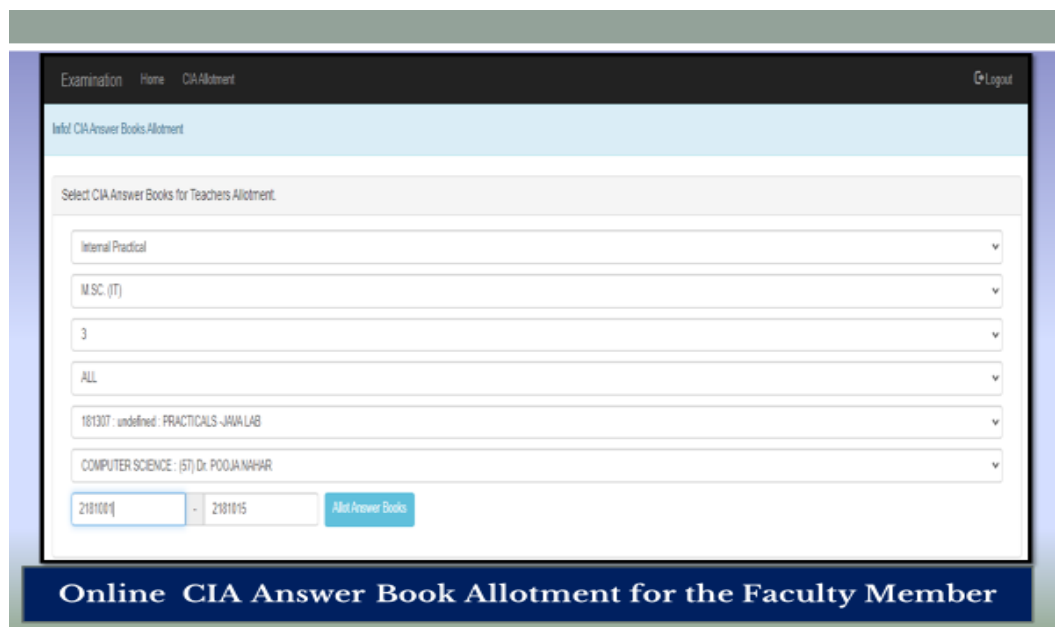 Examination Home CIA Allotment Logout
Info! CIA Answer Books Allotment
Select CIA Answer Books for Teachers Allotment.
Internal Practical
M.SC. (IT)
3
ALL
181307 : undefined : PRACTICALS -JAVA LAB
COMPUTER SCIENCE : (57) Dr. POOJA NAHAR
2181001 - 2181015 Allot Answer Books
Online CIA Answer Book Allotment for the Faculty Member